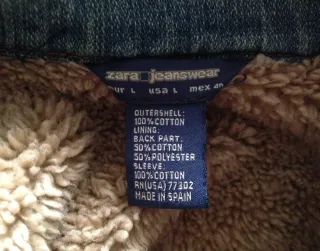 zara jeanswear
eur L usa L mex 40
OUTERSHELL:
100%COTTON
LINING:
BACK PART:
50%COTTON
50%POLYESTER
SLEEVE:
100%COTTON
RN(USA)77302
MADE IN SPAIN